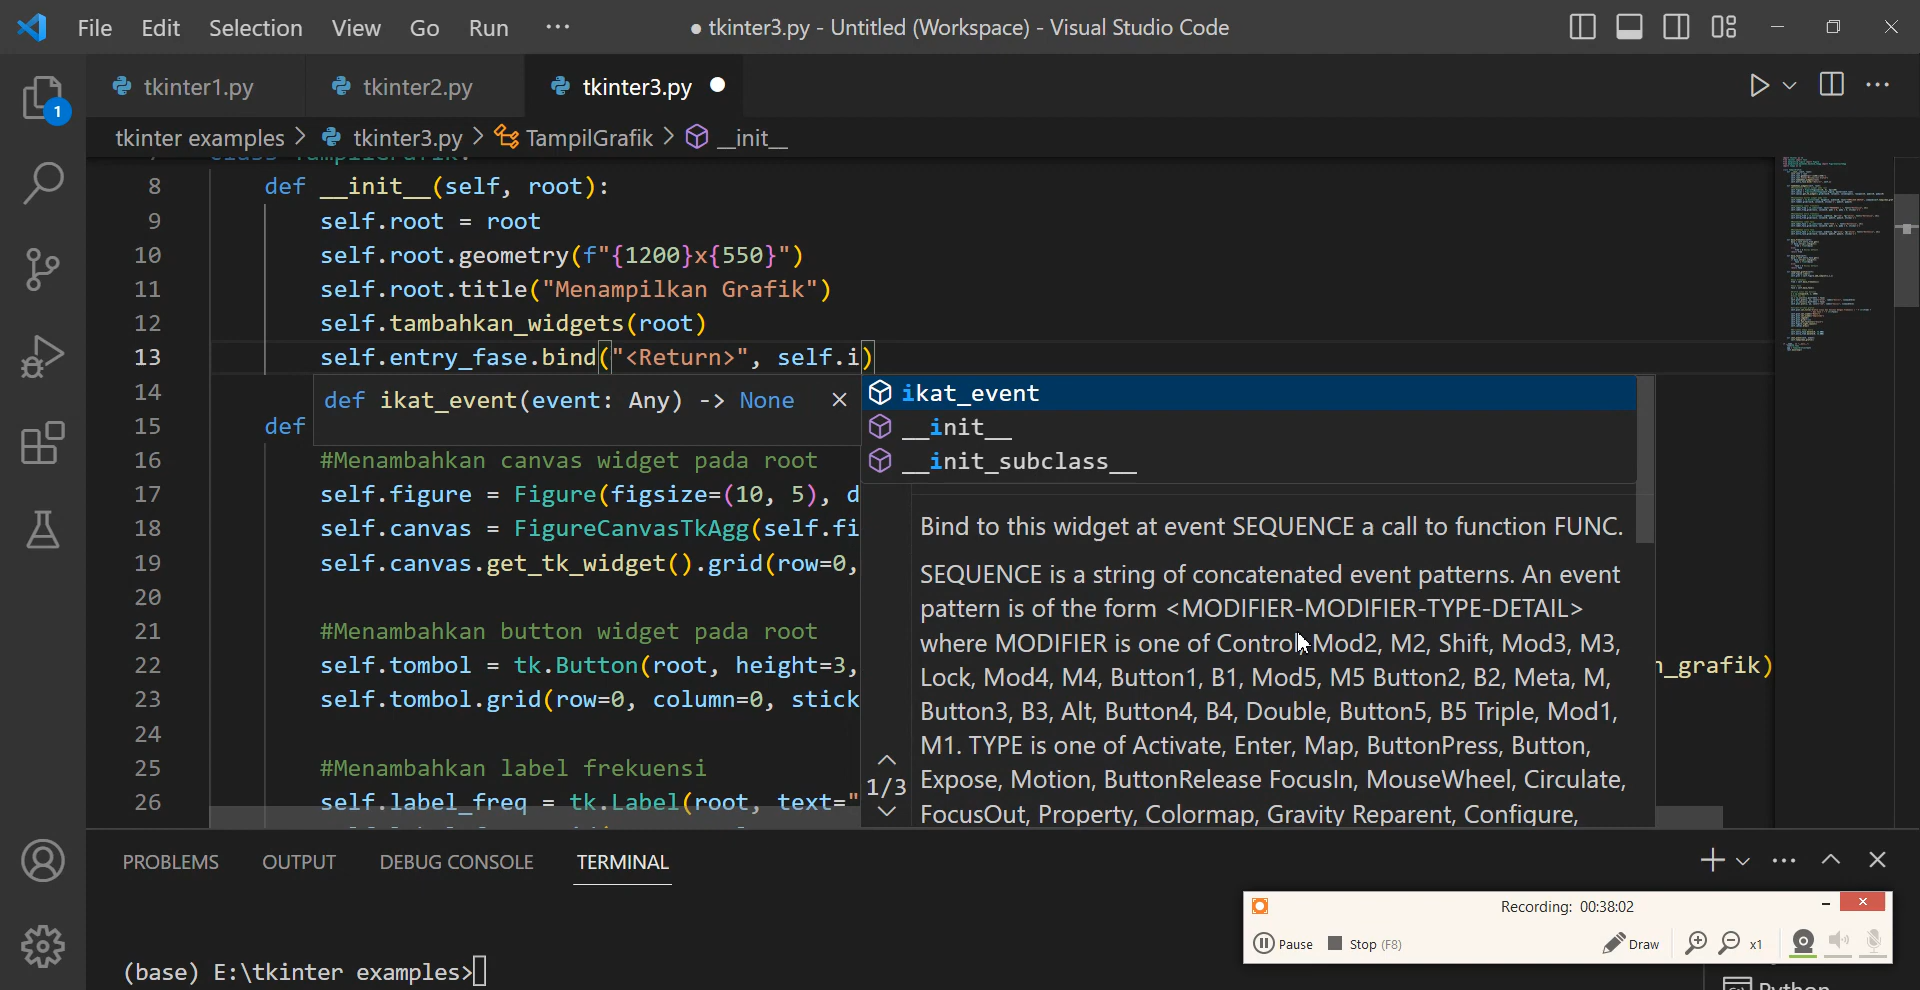 File Edit Selection View Go Run ···
● tkinter3.py - Untitled (Workspace) - Visual Studio Code
1
tkinter1.py
tkinter2.py
tkinter3.py ●
tkinter examples > tkinter3.py > TampilGrafik > __init__
8 def __init__(self, root):
9 self.root = root
10 self.root.geometry(f"{1200}x{550}")
11 self.root.title("Menampilkan Grafik")
12 self.tambahkan_widgets(root)
13 self.entry_fase.bind("<Return>", self.i)
14
def ikat_event(event: Any) -> None ×
ikat_event
__init__
__init_subclass__
15 def
16 #Menambahkan canvas widget pada root
17 self.figure = Figure(figsize=(10, 5), d
18 self.canvas = FigureCanvasTkAgg(self.fi
19 self.canvas.get_tk_widget().grid(row=0,
20
21 #Menambahkan button widget pada root
22 self.tombol = tk.Button(root, height=3,
n_grafik)
23 self.tombol.grid(row=0, column=0, stick
24
25 #Menambahkan label frekuensi
26 self.label_freq = tk.Label(root, text="
Bind to this widget at event SEQUENCE a call to function FUNC.
SEQUENCE is a string of concatenated event patterns. An event
pattern is of the form <MODIFIER-MODIFIER-TYPE-DETAIL>
where MODIFIER is one of Control, Mod2, M2, Shift, Mod3, M3,
Lock, Mod4, M4, Button1, B1, Mod5, M5 Button2, B2, Meta, M,
Button3, B3, Alt, Button4, B4, Double, Button5, B5 Triple, Mod1,
M1. TYPE is one of Activate, Enter, Map, ButtonPress, Button,
1/3
Expose, Motion, ButtonRelease FocusIn, MouseWheel, Circulate,
FocusOut, Property, Colormap, Gravity Reparent, Configure,
PROBLEMS OUTPUT DEBUG CONSOLE TERMINAL
(base) E:\tkinter examples>
Recording: 00:38:02
Pause Stop (F8) Draw x1
Python